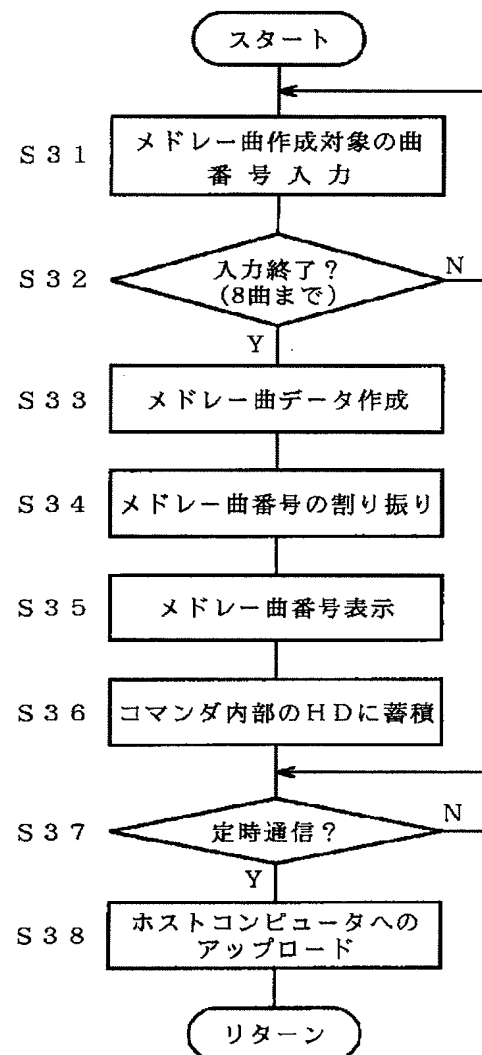 スタート
S31
メドレー曲作成対象の曲
番号入力
S32
入力終了?
(8曲まで)
N
Y
S33
メドレー曲データ作成
S34
メドレー曲番号の割り振り
S35
メドレー曲番号表示
S36
コマンダ内部のHDに蓄積
S37
定時通信?
N
Y
S38
ホストコンピュータへの
アップロード
リターン